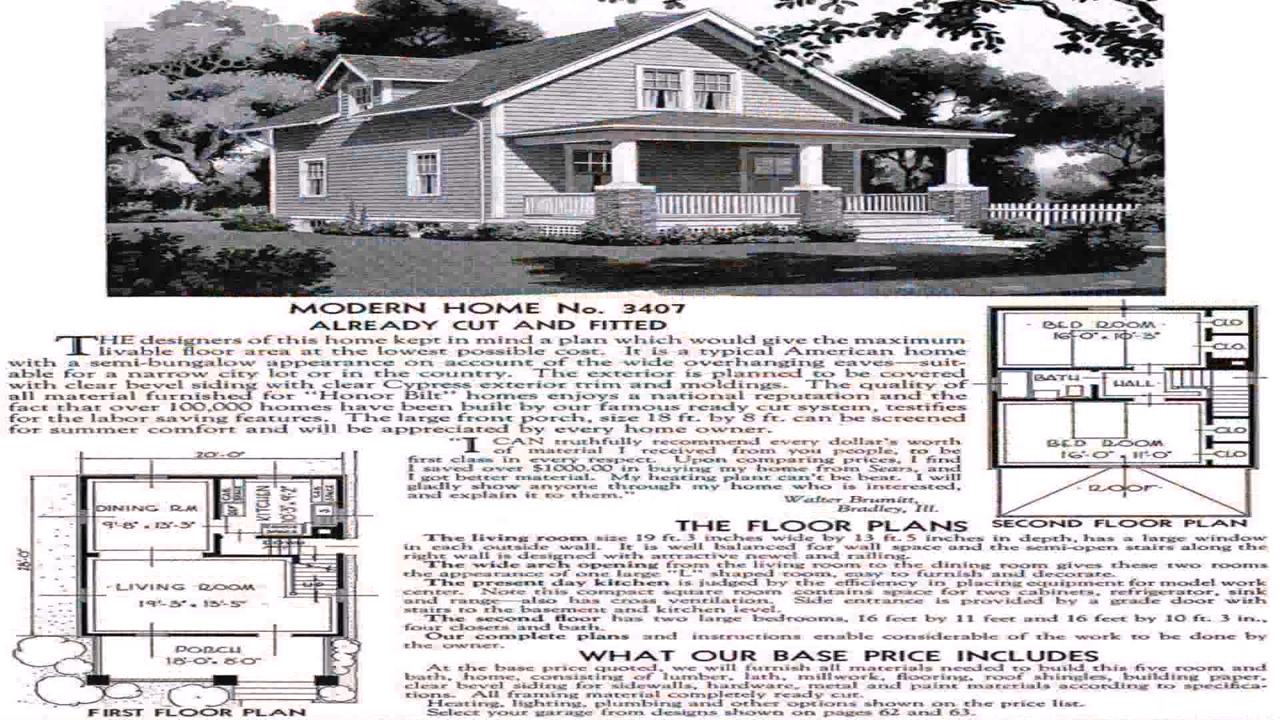 MODERN HOME No. 3407
ALREADY CUT AND FITTED
THE designers of this home kept in mind a plan which would give the maximum
livable floor area at the lowest possible cost. It is a typical American home
with a semi-bungalow appearance on account of the wide overhanging eaves—suit-
able for a narrow city lot or in the country. The exterior is planned to be covered
with clear bevel siding with clear Cypress exterior trim and moldings. The quality of
all material furnished for "Honor Bilt" homes enjoys a national reputation and the
fact that over 100,000 homes have been built by our famous ready cut system, testifies
for the labor saving features. The large front porch, size 18 ft. by 8 ft. can be screened
for summer comfort and will be appreciated by every home owner.
"I CAN truthfully recommend every dollar's worth
of material I received from you people, to be
first class in every respect. Upon comparing prices, I find
I saved over $1000.00 in buying my home from Sears, and
I got better material. My heating plant can't be beat. I will
gladly show anyone through my home who is interested,
and explain it to them."
Walter Brumitt,
Bradley, Ill.
BED ROOM
16'-0" x 10'-3"
CLO
CLO.
BATH
HALL
BED ROOM
16'-0" x 11'-0"
CLO
CLO
ROOF
SECOND FLOOR PLAN
20'-0"
DINING RM
9'-8" x 13'-3"
KITCHEN
DOWN
UP
LIVING ROOM
19'-3" x 13'-5"
PORCH
18'-0" x 8'-0"
FIRST FLOOR PLAN
THE FLOOR PLANS
The living room size 19 ft. 3 inches wide by 13 ft. 5 inches in depth, has a large window
in each outside wall. It is well balanced for wall space and the semi-open stairs along the
right wall is designed with attractive newel and railing.
The wide arch opening from the living room to the dining room gives these two rooms
the appearance of one large "L" shaped room, easy to furnish and decorate.
The present day kitchen is judged by the efficiency in placing equipment for model work
center. Note this compact square room contains space for two cabinets, refrigerator, sink
and range—also has cross ventilation. Side entrance is provided by a grade door with
stairs to the basement and kitchen level.
The second floor has two large bedrooms, 16 feet by 11 feet and 16 feet by 10 ft. 3 in.,
four closets and bath.
Our complete plans and instructions enable considerable of the work to be done by
the owner.
WHAT OUR BASE PRICE INCLUDES
At the base price quoted, we will furnish all materials needed to build this five room and
bath, home, consisting of lumber, lath, millwork, flooring, roof shingles, building paper,
clear bevel siding for sidewalls, hardware, metal and paint materials according to specifica-
tions. All framing material completely ready cut.
Heating, lighting, plumbing and other options shown on the price list.
Select your garage from designs shown on pages 62 and 63.